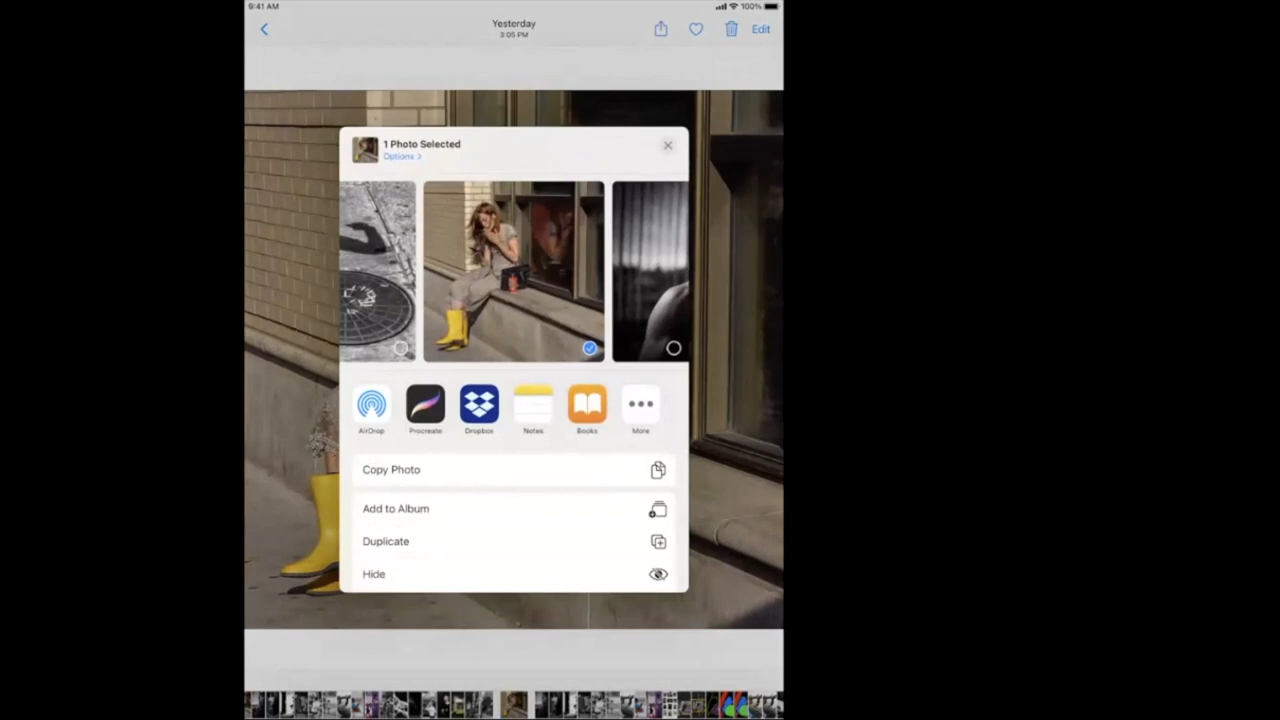 9:41 AM
100%
Yesterday
3:05 PM
Edit
1 Photo Selected
Options
AirDrop
Procreate
Dropbox
Notes
Books
More
Copy Photo
Add to Album
Duplicate
Hide